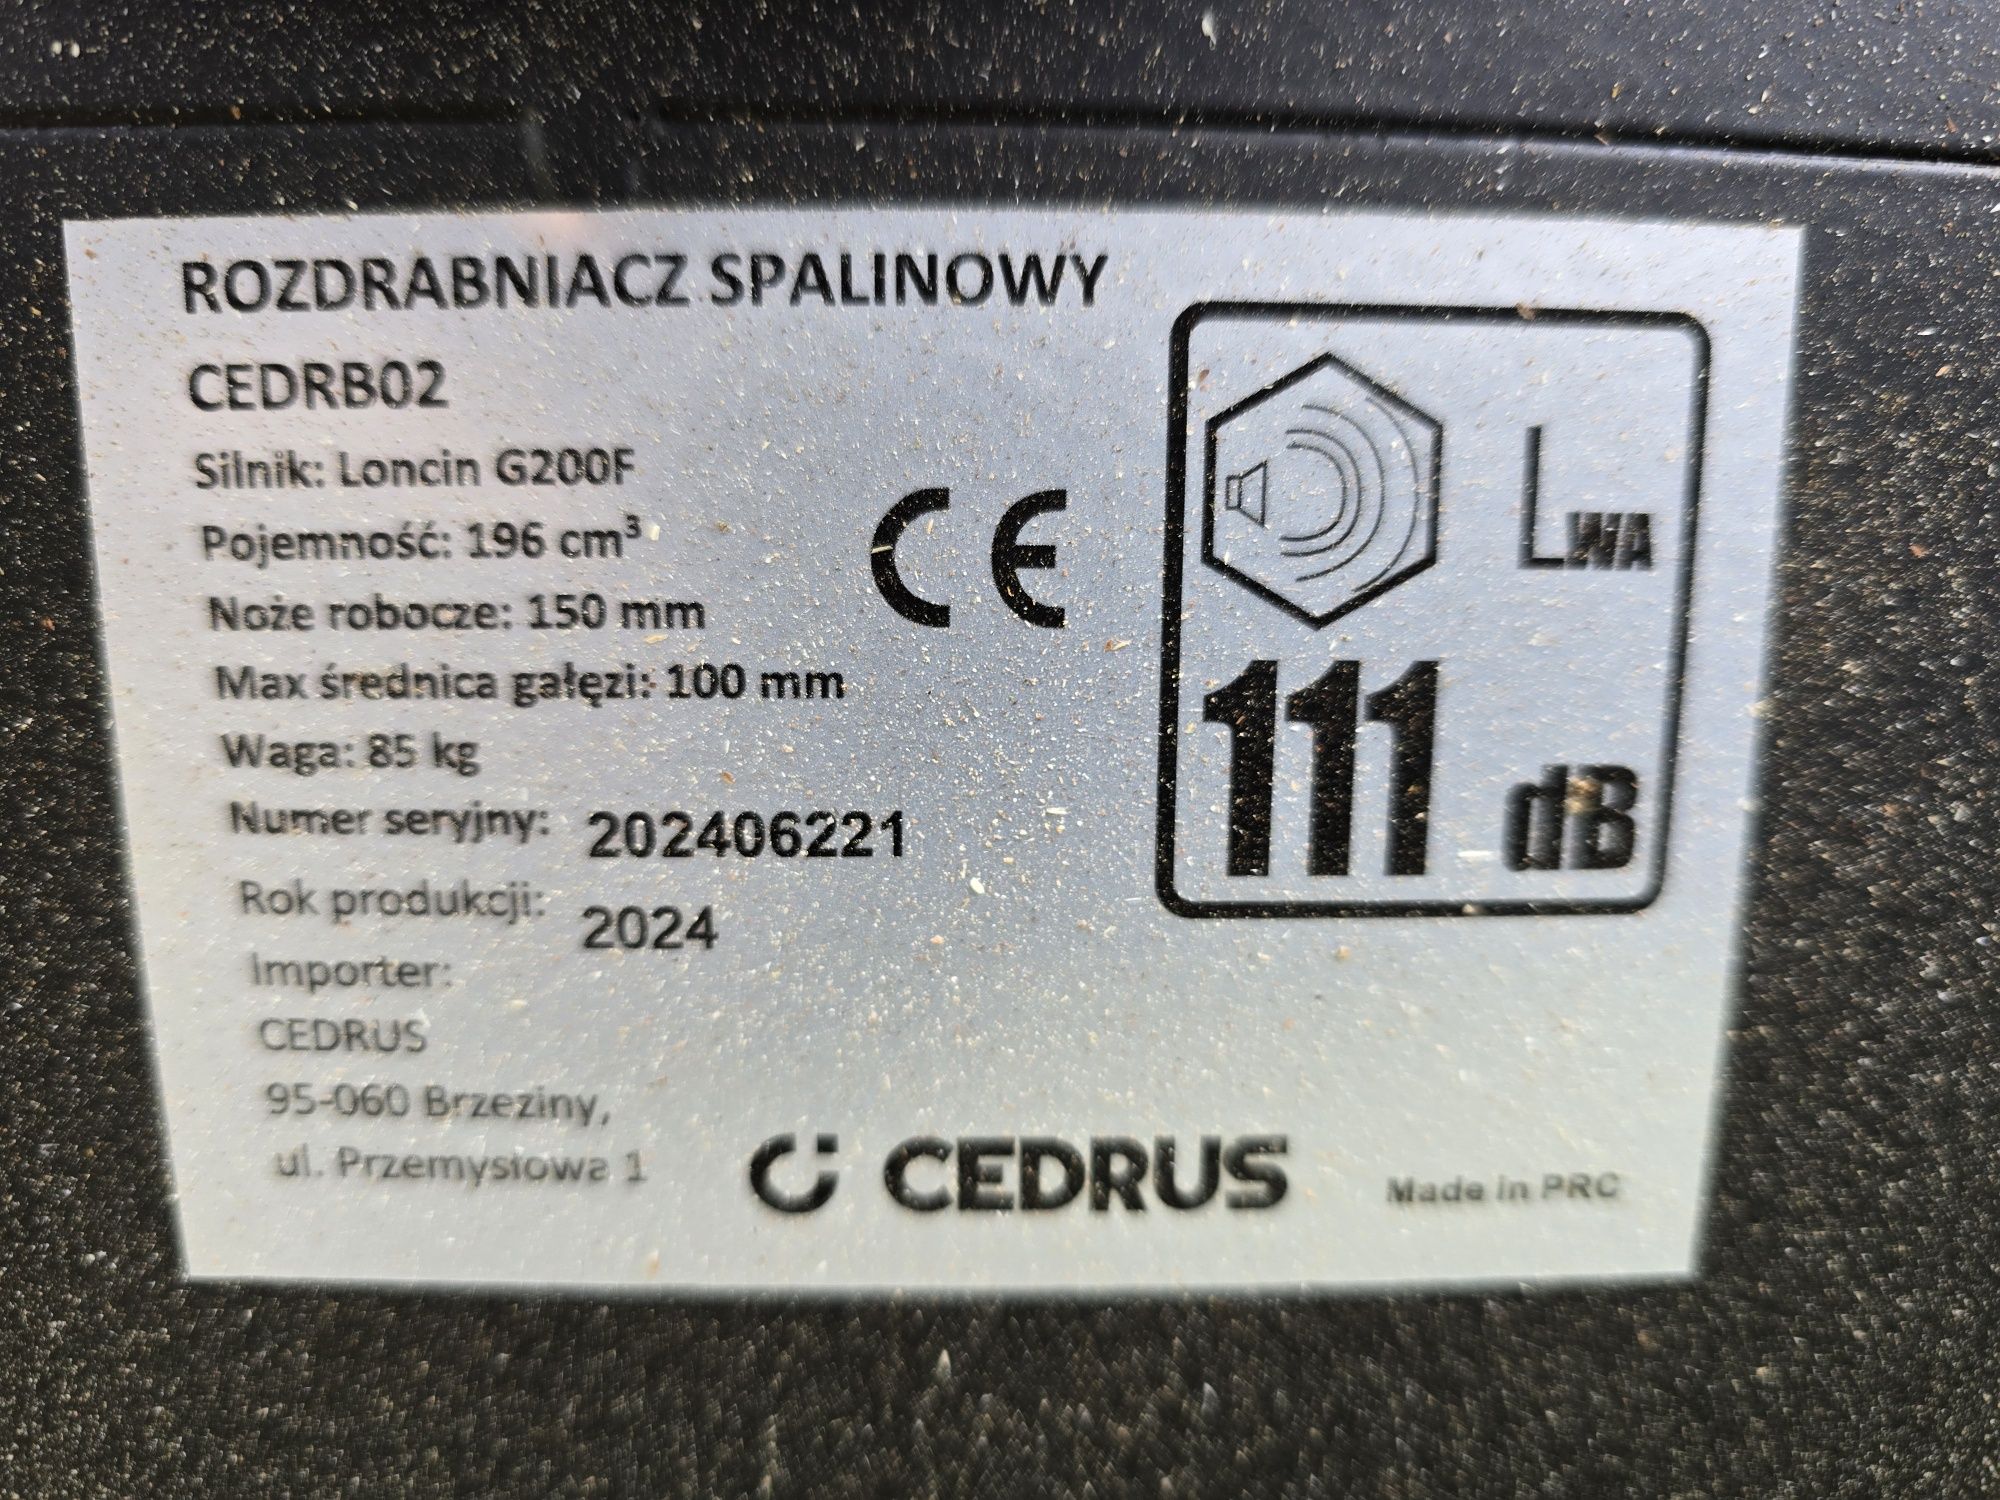 ROZDRABNIACZ SPALINOWY
CEDRB02
Silnik: Loncin G200F
Pojemność: 196 cm³
Noże robocze: 150 mm
Max średnica gałęzi: 100 mm
Waga: 85 kg
Numer seryjny: 202406221
Rok produkcji: 2024
Importer:
CEDRUS
95-060 Brzeziny,
ul. Przemysłowa 1
CE
LWA
111 dB
CEDRUS
Made in PRC